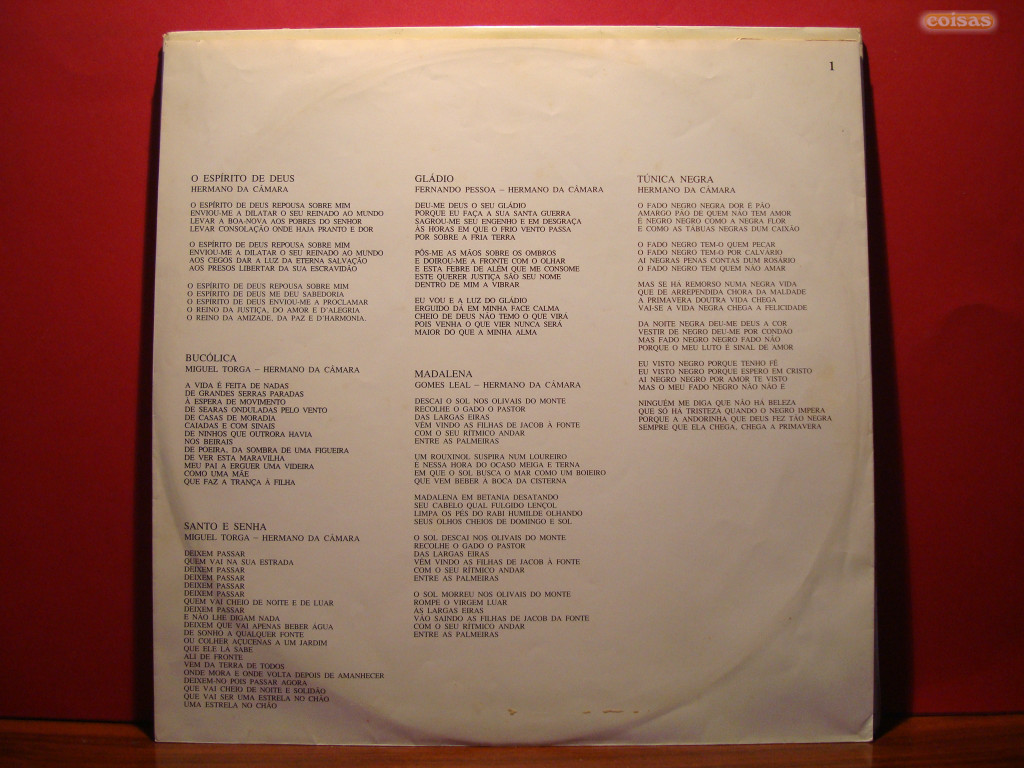 coisas
1
O ESPÍRITO DE DEUS
HERMANO DA CÂMARA
O ESPÍRITO DE DEUS REPOUSA SOBRE MIM
ENVIOU-ME A DILATAR O SEU REINADO AO MUNDO
LEVAR A BOA-NOVA AOS POBRES DO SENHOR
LEVAR CONSOLAÇÃO ONDE HAJA PRANTO E DOR
O ESPÍRITO DE DEUS REPOUSA SOBRE MIM
ENVIOU-ME A DILATAR O SEU REINADO AO MUNDO
AOS CEGOS DAR A LUZ DA ETERNA SALVAÇÃO
AOS PRESOS LIBERTAR DA SUA ESCRAVIDÃO
O ESPÍRITO DE DEUS REPOUSA SOBRE MIM
O ESPÍRITO DE DEUS ME DEU SABEDORIA
O ESPÍRITO DE DEUS ENVIOU-ME A PROCLAMAR
O REINO DA JUSTIÇA, DO AMOR E D'ALEGRIA
O REINO DA AMIZADE, DA PAZ E D'HARMONIA.
BUCÓLICA
MIGUEL TORGA – HERMANO DA CÂMARA
A VIDA É FEITA DE NADAS
DE GRANDES SERRAS PARADAS
À ESPERA DE MOVIMENTO
DE SEARAS ONDULADAS PELO VENTO
DE CASAS DE MORADIA
CAIADAS E COM SINAIS
DE NINHOS QUE OUTRORA HAVIA
NOS BEIRAIS
DE POEIRA, DA SOMBRA DE UMA FIGUEIRA
DE VER ESTA MARAVILHA
MEU PAI A ERGUER UMA VIDEIRA
COMO UMA MÃE
QUE FAZ A TRANÇA À FILHA
SANTO E SENHA
MIGUEL TORGA – HERMANO DA CÂMARA
DEIXEM PASSAR
QUEM VAI NA SUA ESTRADA
DEIXEM PASSAR
DEIXEM PASSAR
DEIXEM PASSAR
DEIXEM PASSAR
QUEM VAI CHEIO DE NOITE E DE LUAR
DEIXEM PASSAR
E NÃO LHE DIGAM NADA
DEIXEM QUE VAI APENAS BEBER ÁGUA
DE SONHO A QUALQUER FONTE
OU COLHER AÇUCENAS A UM JARDIM
QUE ELE LÁ SABE
ALI DE FRONTE
VEM DA TERRA DE TODOS
ONDE MORA E ONDE VOLTA DEPOIS DE AMANHECER
DEIXEM-NO POIS PASSAR AGORA
QUE VAI CHEIO DE NOITE E SOLIDÃO
QUE VAI SER UMA ESTRELA NO CHÃO
UMA ESTRELA NO CHÃO
GLÁDIO
FERNANDO PESSOA – HERMANO DA CÂMARA
DEU-ME DEUS O SEU GLÁDIO
PORQUE EU FAÇA A SUA SANTA GUERRA
SAGROU-ME SEU ENGENHO E EM DESGRAÇA
ÀS HORAS EM QUE O FRIO VENTO PASSA
POR SOBRE A FRIA TERRA
PÔS-ME AS MÃOS SOBRE OS OMBROS
E DOIROU-ME A FRONTE COM O OLHAR
E ESTA FEBRE DE ALÉM QUE ME CONSOME
ESTE QUERER JUSTIÇA SÃO SEU NOME
DENTRO DE MIM A VIBRAR
EU VOU E A LUZ DO GLÁDIO
ERGUIDO DÁ EM MINHA FACE CALMA
CHEIO DE DEUS NÃO TEMO O QUE VIRÁ
POIS VENHA O QUE VIER NUNCA SERÁ
MAIOR DO QUE A MINHA ALMA
MADALENA
GOMES LEAL – HERMANO DA CÂMARA
DESCAI O SOL NOS OLIVAIS DO MONTE
RECOLHE O GADO O PASTOR
DAS LARGAS EIRAS
VÊM VINDO AS FILHAS DE JACOB À FONTE
COM O SEU RÍTMICO ANDAR
ENTRE AS PALMEIRAS
UM ROUXINOL SUSPIRA NUM LOUREIRO
É NESSA HORA DO OCASO MEIGA E TERNA
EM QUE O SOL BUSCA O MAR COMO UM BOIEIRO
QUE VEM BEBER A BOCA DA CISTERNA
MADALENA EM BETANIA DESATANDO
SEU CABELO QUAL FULGIDO LENÇOL
LIMPA OS PÉS DO RABI HUMILDE OLHANDO
SEUS OLHOS CHEIOS DE DOMINGO E SOL
O SOL DESCAI NOS OLIVAIS DO MONTE
RECOLHE O GADO O PASTOR
DAS LARGAS EIRAS
VÊM VINDO AS FILHAS DE JACOB À FONTE
COM O SEU RÍTMICO ANDAR
ENTRE AS PALMEIRAS
O SOL MORREU NOS OLIVAIS DO MONTE
ROMPE O VIRGEM LUAR
ÀS LARGAS EIRAS
VÃO SAINDO AS FILHAS DE JACOB DA FONTE
COM O SEU RÍTMICO ANDAR
ENTRE AS PALMEIRAS
TÚNICA NEGRA
HERMANO DA CÂMARA
O FADO NEGRO NEGRA DOR É PÃO
AMARGO PÃO DE QUEM NÃO TEM AMOR
É NEGRO NEGRO COMO A NEGRA FLOR
E COMO AS TÁBUAS NEGRAS DUM CAIXÃO
O FADO NEGRO TEM-O QUEM PECAR
O FADO NEGRO TEM-O POR CALVÁRIO
AI NEGRAS PENAS CONTAS DUM ROSÁRIO
O FADO NEGRO TEM QUEM NÃO AMAR
MAS SE HÁ REMORSO NUMA NEGRA VIDA
QUE DE ARREPENDIDA CHORA DA MALDADE
A PRIMAVERA DOUTRA VIDA CHEGA
VAI-SE A VIDA NEGRA CHEGA A FELICIDADE
DA NOITE NEGRA DEU-ME DEUS A COR
VESTIR DE NEGRO DEU-ME POR CONDÃO
MAS FADO NEGRO NEGRO FADO NÃO
PORQUE O MEU LUTO É SINAL DE AMOR
EU VISTO NEGRO PORQUE TENHO FÉ
EU VISTO NEGRO PORQUE ESPERO EM CRISTO
AI NEGRO NEGRO POR AMOR TE VISTO
MAS O MEU FADO NEGRO NÃO NÃO É
NINGUÉM ME DIGA QUE NÃO HÁ BELEZA
QUE SÓ HÁ TRISTEZA QUANDO O NEGRO IMPERA
PORQUE A ANDORINHA QUE DEUS FEZ TÃO NEGRA
SEMPRE QUE ELA CHEGA, CHEGA A PRIMAVERA